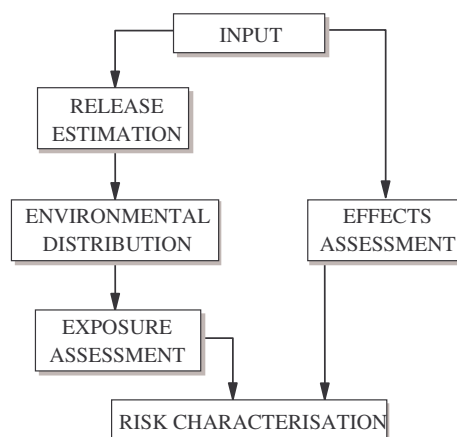 INPUT
RELEASE
ESTIMATION
ENVIRONMENTAL
DISTRIBUTION
EFFECTS
ASSESSMENT
EXPOSURE
ASSESSMENT
RISK CHARACTERISATION